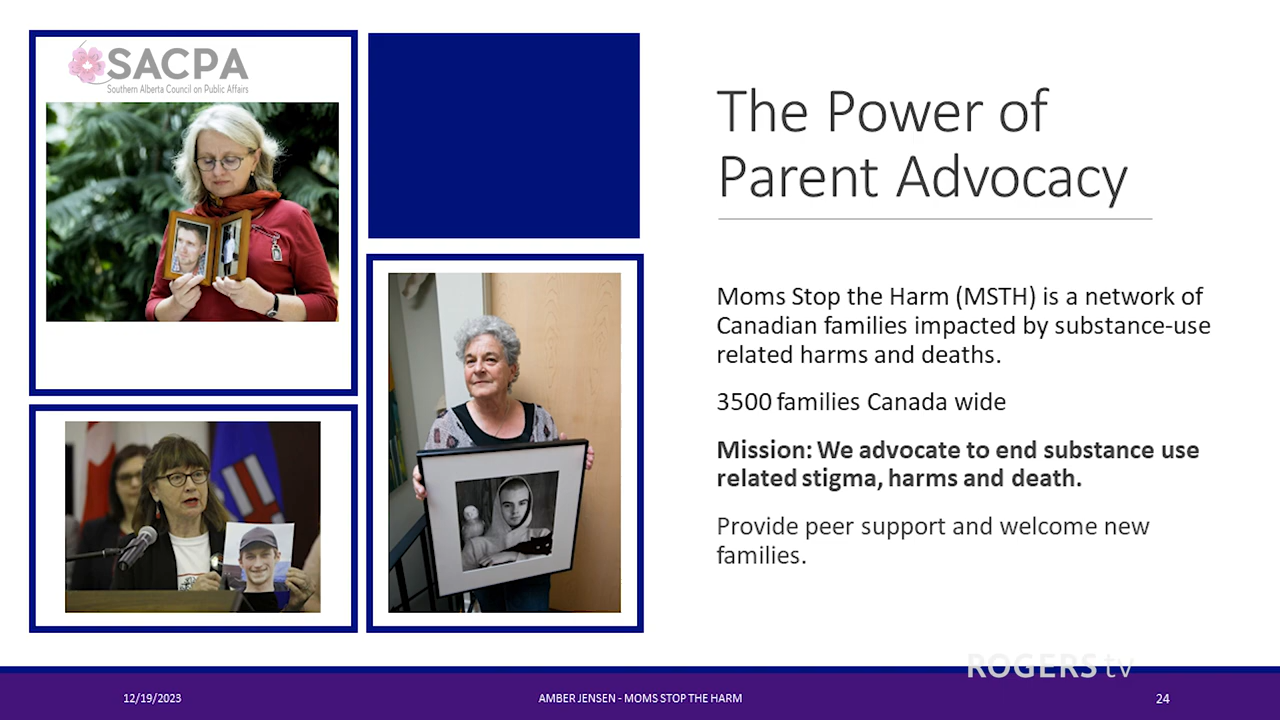 SACPA
Southern Alberta Council on Public Affairs
The Power of
Parent Advocacy
Moms Stop the Harm (MSTH) is a network of
Canadian families impacted by substance-use
related harms and deaths.
3500 families Canada wide
Mission: We advocate to end substance use
related stigma, harms and death.
Provide peer support and welcome new
families.
ROGERS tv
12/19/2023
AMBER JENSEN - MOMS STOP THE HARM
24